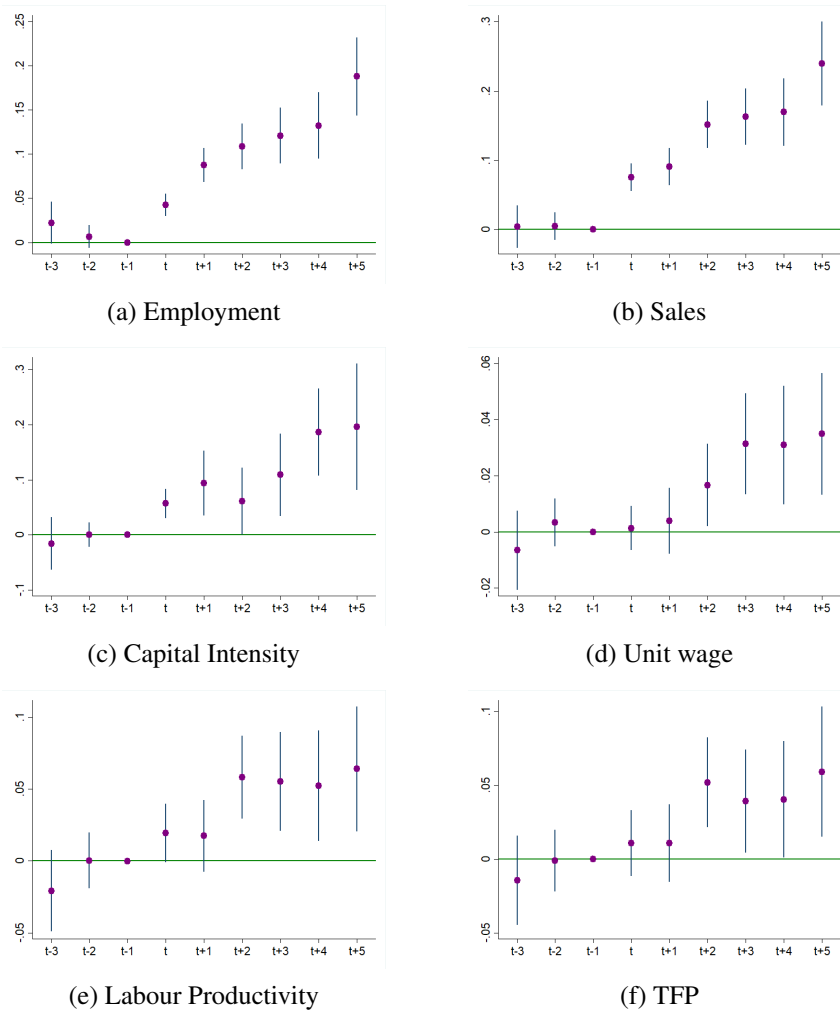 .25
.2
.15
.1
.05
0
t-3 t-2 t-1 t t+1 t+2 t+3 t+4 t+5
(a) Employment
.3
.2
.1
0
t-3 t-2 t-1 t t+1 t+2 t+3 t+4 t+5
(b) Sales
.3
.2
.1
0
-.1
t-3 t-2 t-1 t t+1 t+2 t+3 t+4 t+5
(c) Capital Intensity
.06
.04
.02
0
-.02
t-3 t-2 t-1 t t+1 t+2 t+3 t+4 t+5
(d) Unit wage
.1
.05
0
-.05
t-3 t-2 t-1 t t+1 t+2 t+3 t+4 t+5
(e) Labour Productivity
.1
.05
0
-.05
t-3 t-2 t-1 t t+1 t+2 t+3 t+4 t+5
(f) TFP